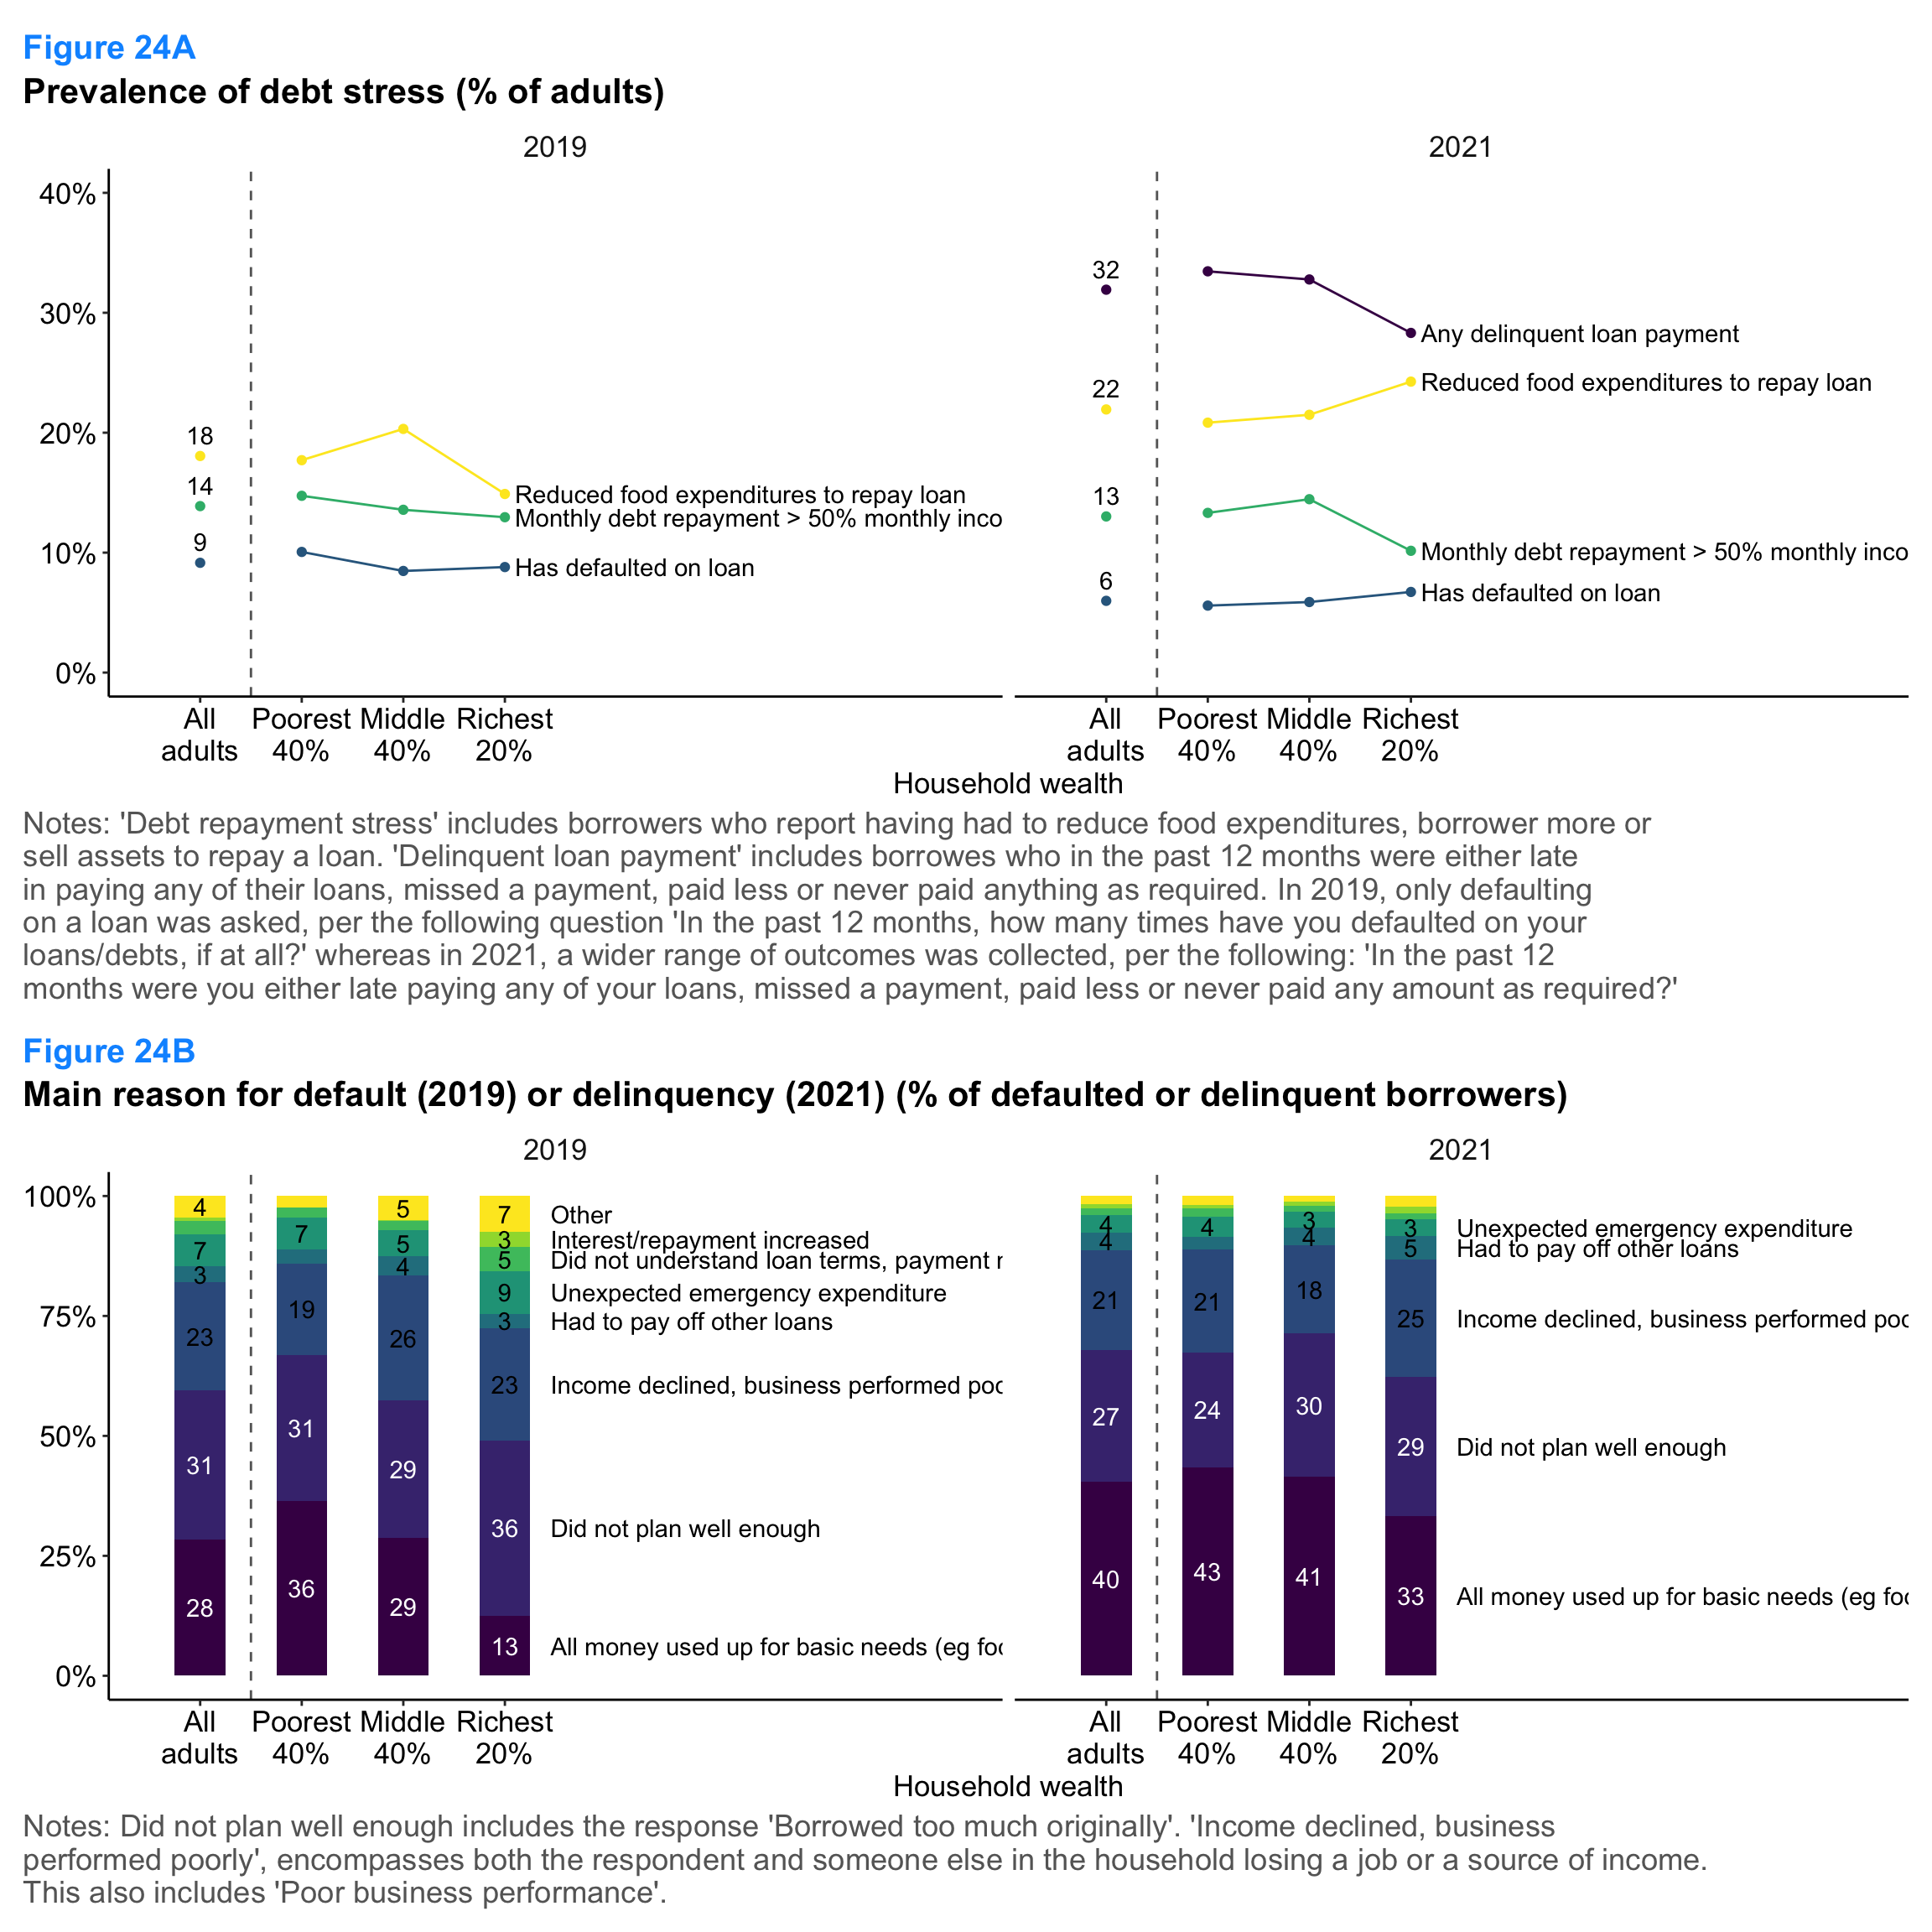 Figure 24A
Prevalence of debt stress (% of adults)
2019
2021
40%
30%
20%
10%
0%
18
14
9
Reduced food expenditures to repay loan
Monthly debt repayment > 50% monthly inco
Has defaulted on loan
32
22
13
6
Any delinquent loan payment
Reduced food expenditures to repay loan
Monthly debt repayment > 50% monthly inco
Has defaulted on loan
All adults
Poorest 40%
Middle 40%
Richest 20%
All adults
Poorest 40%
Middle 40%
Richest 20%
Household wealth
Notes: 'Debt repayment stress' includes borrowers who report having had to reduce food expenditures, borrower more or
sell assets to repay a loan. 'Delinquent loan payment' includes borrowes who in the past 12 months were either late
in paying any of their loans, missed a payment, paid less or never paid anything as required. In 2019, only defaulting
on a loan was asked, per the following question 'In the past 12 months, how many times have you defaulted on your
loans/debts, if at all?' whereas in 2021, a wider range of outcomes was collected, per the following: 'In the past 12
months were you either late paying any of your loans, missed a payment, paid less or never paid any amount as required?'
Figure 24B
Main reason for default (2019) or delinquency (2021) (% of defaulted or delinquent borrowers)
2019
2021
100%
75%
50%
25%
0%
4
7
3
23
31
28
7
19
31
36
5
5
4
26
29
29
7
3
5
9
3
23
36
13
Other
Interest/repayment increased
Did not understand loan terms, payment r
Unexpected emergency expenditure
Had to pay off other loans
Income declined, business performed poo
Did not plan well enough
All money used up for basic needs (eg foo
4
4
21
27
40
4
21
24
43
3
4
18
30
41
3
5
25
29
33
Unexpected emergency expenditure
Had to pay off other loans
Income declined, business performed poo
Did not plan well enough
All money used up for basic needs (eg foo
All adults
Poorest 40%
Middle 40%
Richest 20%
All adults
Poorest 40%
Middle 40%
Richest 20%
Household wealth
Notes: Did not plan well enough includes the response 'Borrowed too much originally'. 'Income declined, business
performed poorly', encompasses both the respondent and someone else in the household losing a job or a source of income.
This also includes 'Poor business performance'.